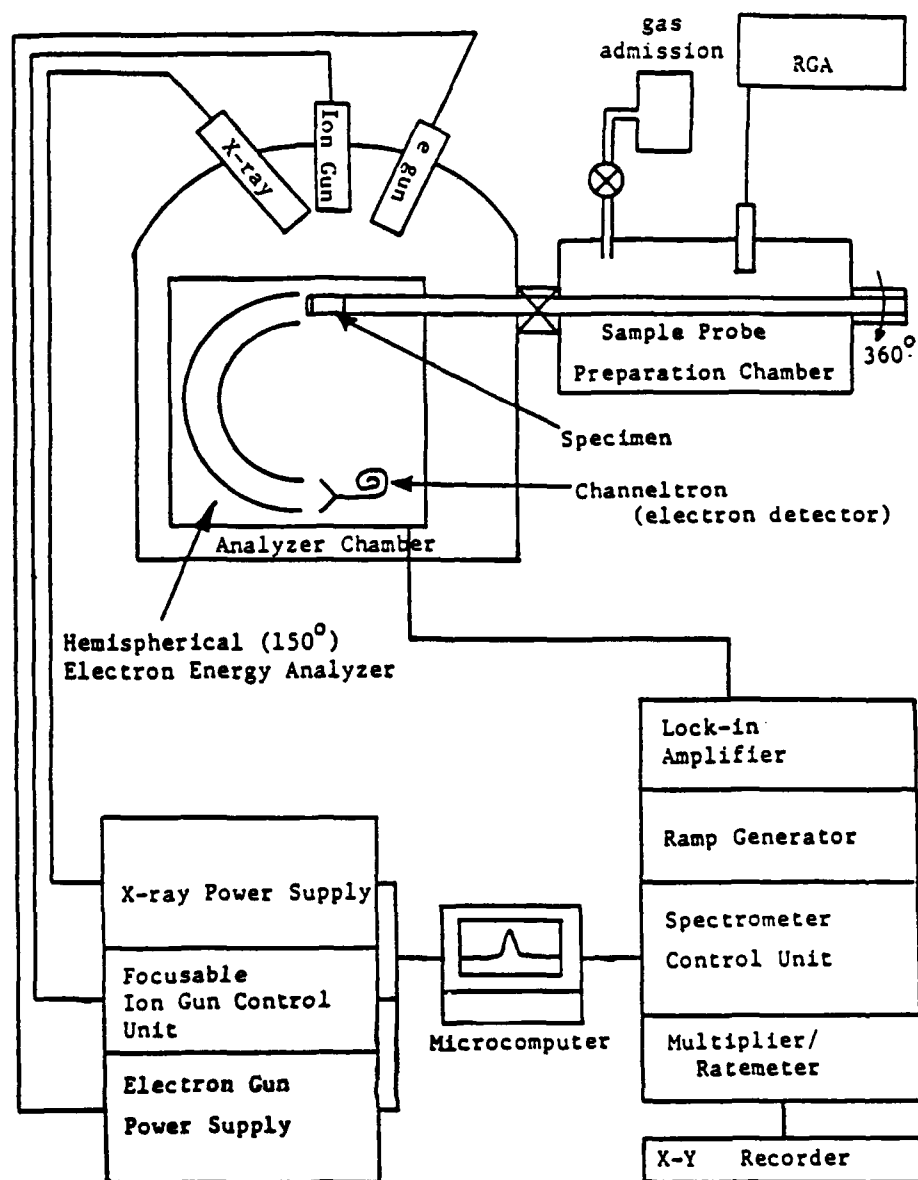 gas
admission
RGA
X-ray
Ion Gun
e gun
Sample Probe
360°
Preparation Chamber
Specimen
Channeltron
(electron detector)
Analyzer Chamber
Hemispherical (150°)
Electron Energy Analyzer
Lock-in
Amplifier
Ramp Generator
X-ray Power Supply
Spectrometer
Control Unit
Focusable
Ion Gun Control
Unit
Microcomputer
Multiplier/
Ratemeter
Electron Gun
Power Supply
X-Y Recorder